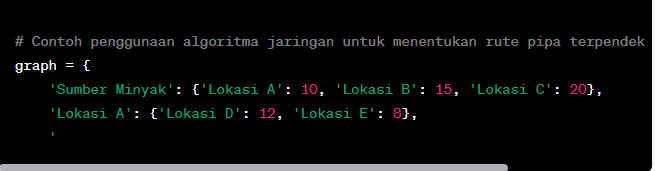 # Contoh penggunaan algoritma jaringan untuk menentukan rute pipa terpendek
graph = {
    'Sumber Minyak': {'Lokasi A': 10, 'Lokasi B': 15, 'Lokasi C': 20},
    'Lokasi A': {'Lokasi D': 12, 'Lokasi E': 8},
    '